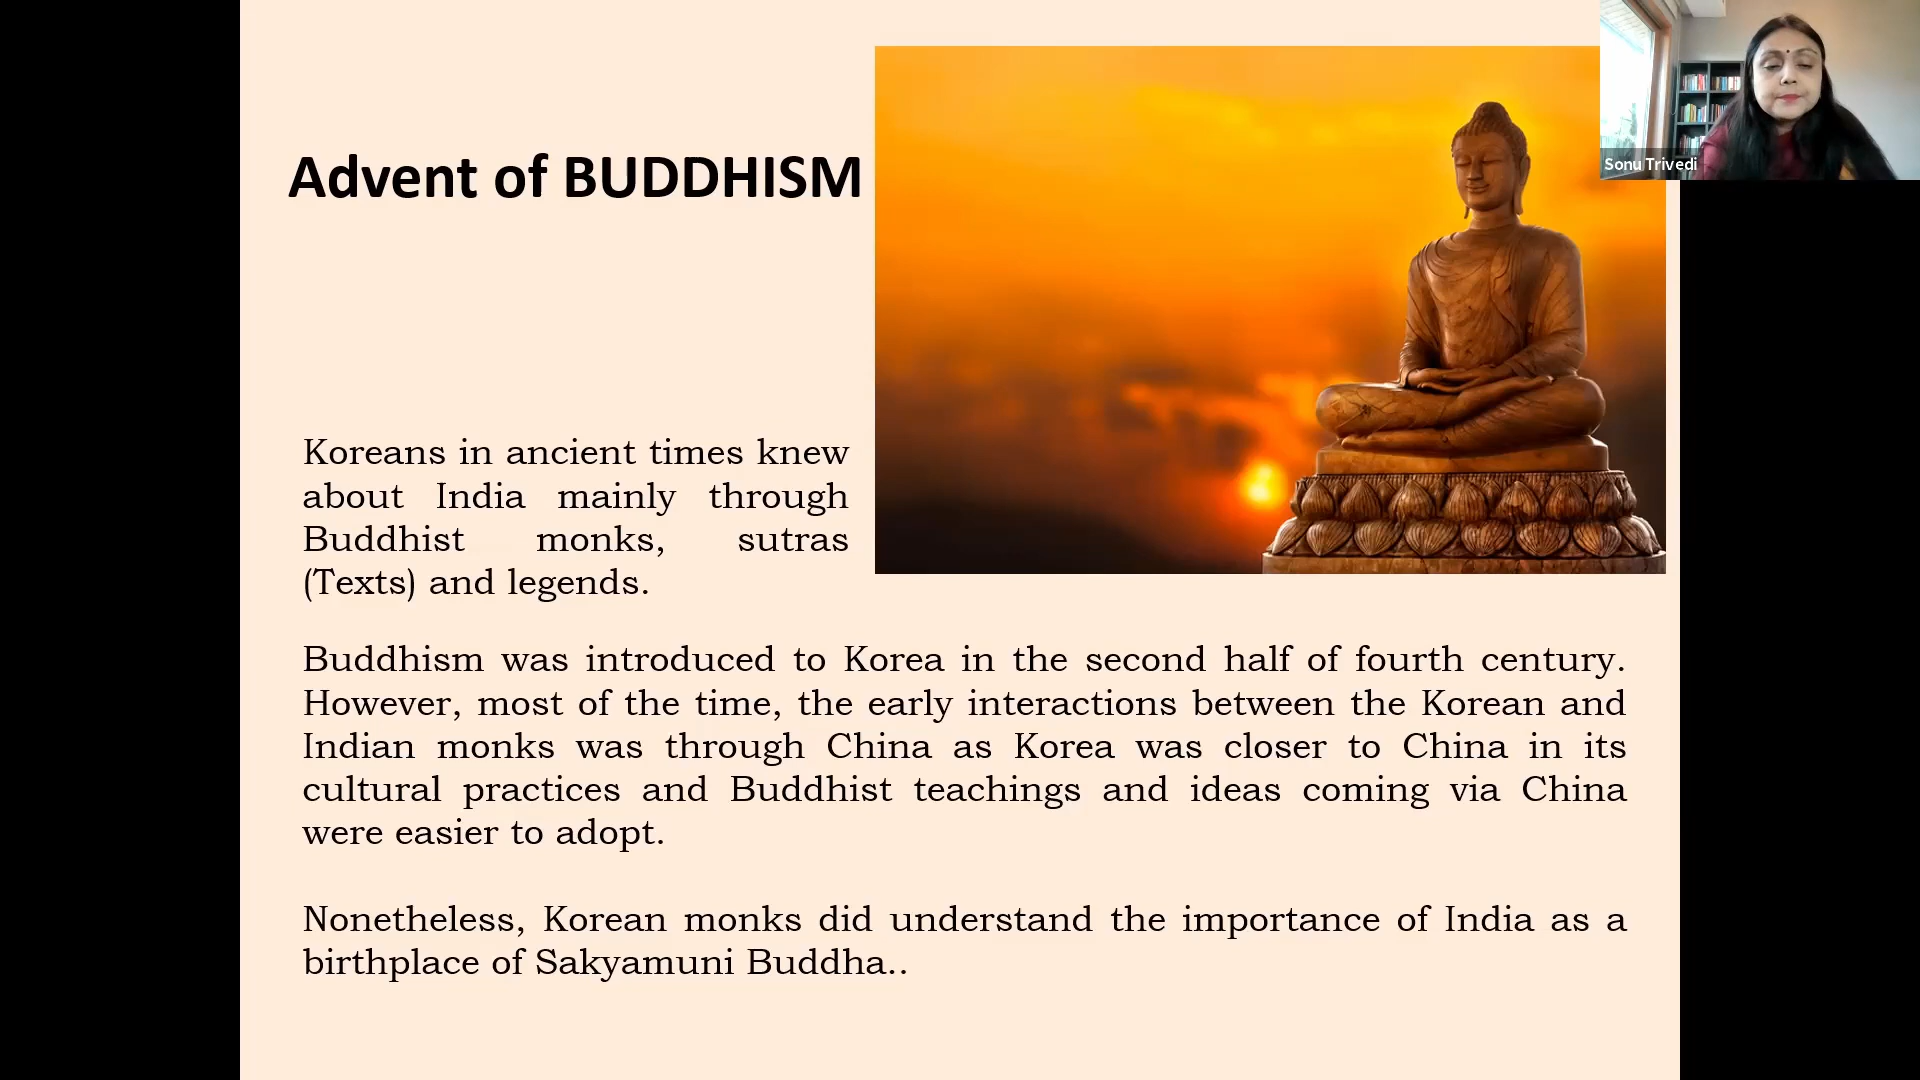 Advent of BUDDHISM
Sonu Trivedi
Koreans in ancient times knew
about India mainly through
Buddhist monks, sutras
(Texts) and legends.
Buddhism was introduced to Korea in the second half of fourth century.
However, most of the time, the early interactions between the Korean and
Indian monks was through China as Korea was closer to China in its
cultural practices and Buddhist teachings and ideas coming via China
were easier to adopt.
Nonetheless, Korean monks did understand the importance of India as a
birthplace of Sakyamuni Buddha..